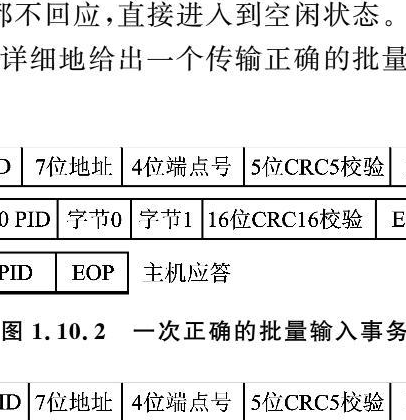 都不回应,直接进入到空闲状态。
详细地给出一个传输正确的批量
D 7位地址 4位端点号 5位CRC5校验
0 PID 字节0 字节1 16位CRC16校验 E
PID EOP 主机应答
图 1.10.2 一次正确的批量输入事务
ID 7位地址 4位端点号 5位CRC5校验